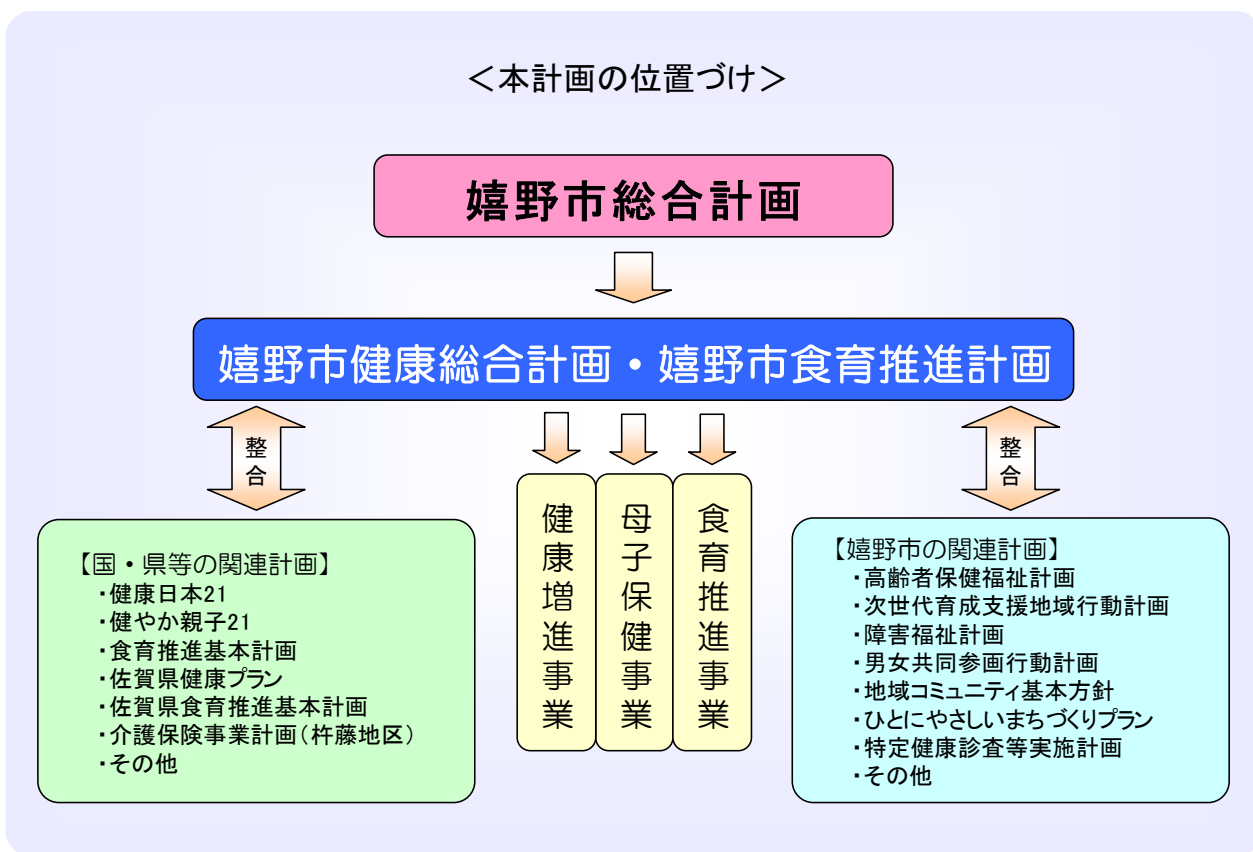 ＜本計画の位置づけ＞
嬉野市総合計画
嬉野市健康総合計画・嬉野市食育推進計画
整合
整合
健康増進事業
母子保健事業
食育推進事業
【国・県等の関連計画】
・健康日本21
・健やか親子21
・食育推進基本計画
・佐賀県健康プラン
・佐賀県食育推進基本計画
・介護保険事業計画（杵藤地区）
・その他
【嬉野市の関連計画】
・高齢者保健福祉計画
・次世代育成支援地域行動計画
・障害福祉計画
・男女共同参画行動計画
・地域コミュニティ基本方針
・ひとにやさしいまちづくりプラン
・特定健康診査等実施計画
・その他